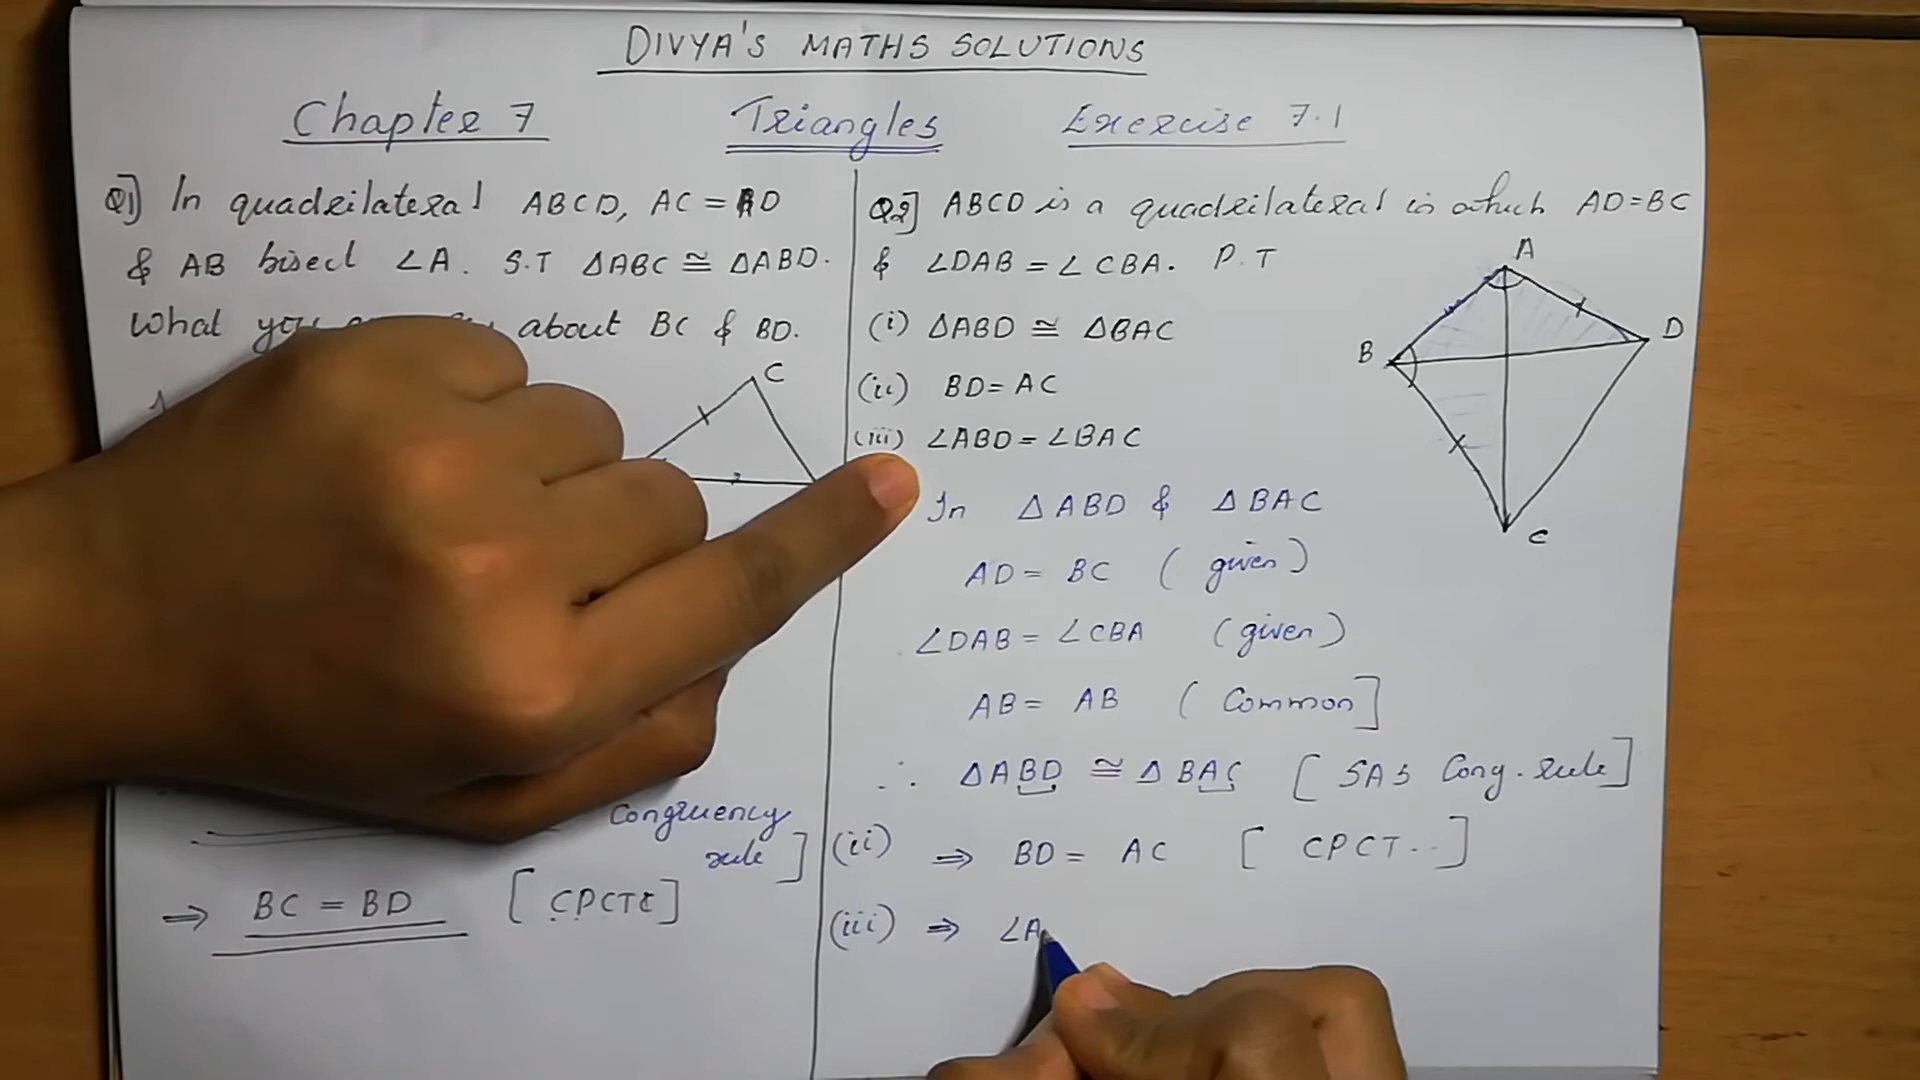 DIVYA'S MATHS SOLUTIONS
Chapter 7 Triangles Exercise 7.1
Q1] In quadrilateral ABCD, AC = AD
& AB bisect ∠A. S.T ΔABC ≅ ΔABD.
What you about BC & BD.
C
Congruency
rule]
⇒ BC = BD [CPCTC]
Q2] ABCD is a quadrilateral in which AD=BC
& ∠DAB = ∠CBA. P.T
(i) ΔABD ≅ ΔBAC
(ii) BD = AC
(iii) ∠ABD = ∠BAC
A
B
D
C
In ΔABD & ΔBAC
AD = BC (given)
∠DAB = ∠CBA (given)
AB = AB (Common]
∴ ΔABD ≅ ΔBAC [SAS Cong. rule]
(ii) ⇒ BD = AC [CPCT..]
(iii) ⇒ ∠A